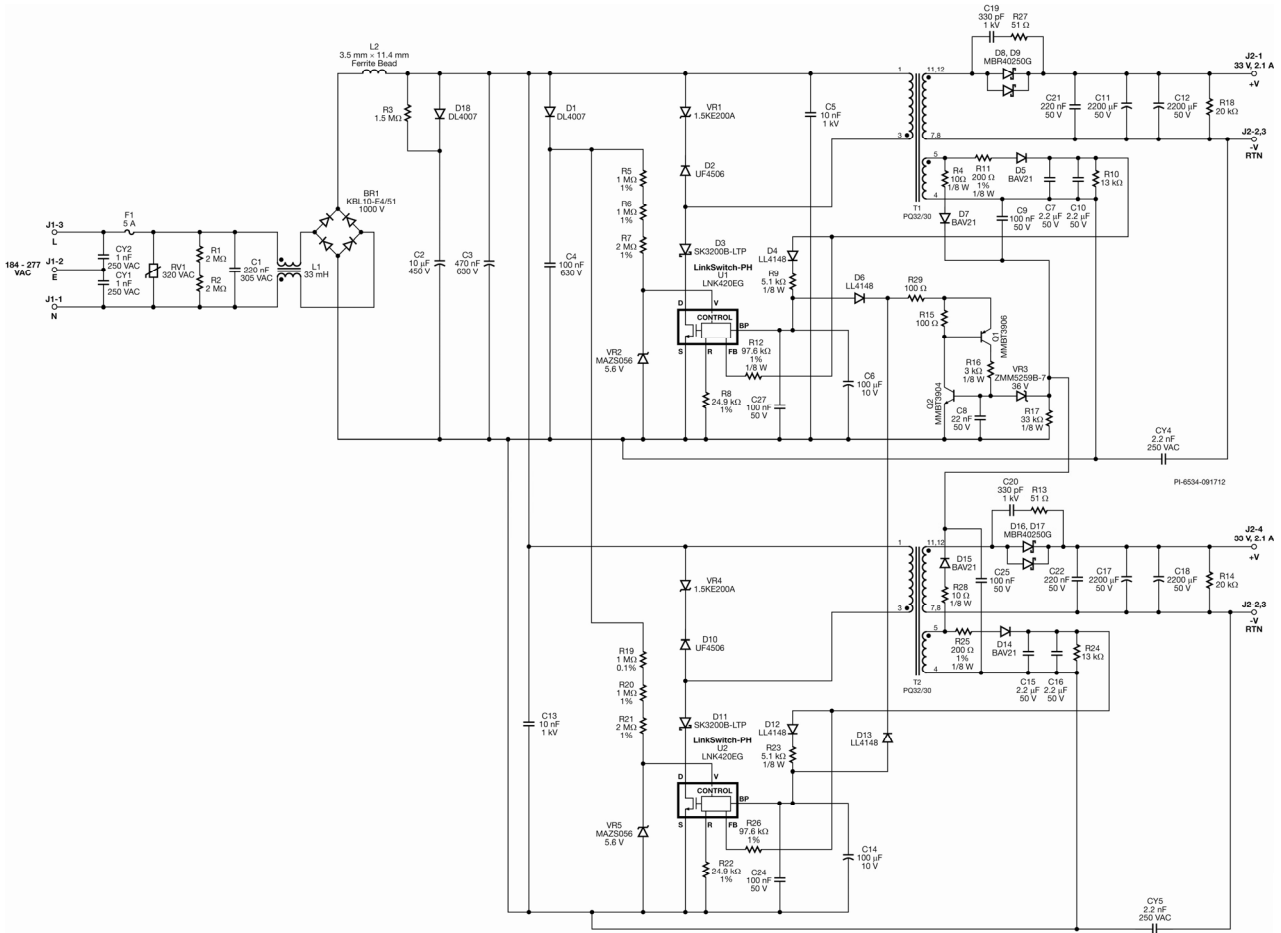 L2
3.5 mm × 11.4 mm
Ferrite Bead
C19
330 pF
1 kV
R27
51 Ω
D8, D9
MBR40250G
J2-1
33 V, 2.1 A
+V
1
11,12
R3
1.5 MΩ
D18
DL4007
D1
DL4007
VR1
1.5KE200A
C5
10 nF
1 kV
C21
220 nF
50 V
C11
2200 µF
50 V
C12
2200 µF
50 V
R18
20 kΩ
3
7,8
J2-2,3
-V
RTN
D2
UF4506
R5
1 MΩ
1%
R6
1 MΩ
1%
R7
2 MΩ
1%
5
R4
10Ω
1/8 W
R11
200 Ω
1%
1/8 W
D5
BAV21
R10
13 kΩ
4
T1
PQ32/30
D7
BAV21
C9
100 nF
50 V
C7
2.2 µF
50 V
C10
2.2 µF
50 V
BR1
KBL10-E4/51
1000 V
F1
5 A
J1-3
L
J1-2
E
J1-1
N
184 - 277
VAC
CY2
1 nF
250 VAC
CY1
1 nF
250 VAC
RV1
320 VAC
R1
2 MΩ
R2
2 MΩ
C1
220 nF
305 VAC
L1
33 mH
C2
10 µF
450 V
C3
470 nF
630 V
C4
100 nF
630 V
D3
SK3200B-LTP
LinkSwitch-PH
U1
LNK420EG
D
V
CONTROL
BP
S
R
FB
D4
LL4148
R9
5.1 kΩ
1/8 W
D6
LL4148
R29
100 Ω
R15
100 Ω
Q1
MMBT3906
R16
3 kΩ
1/8 W
VR3
ZMM5259B-7
36 V
Q2
MMBT3904
C8
22 nF
50 V
R17
33 kΩ
1/8 W
VR2
MAZS056
5.6 V
R12
97.6 kΩ
1%
1/8 W
R8
24.9 kΩ
1%
C27
100 nF
50 V
C6
100 µF
10 V
CY4
2.2 nF
250 VAC
PI-6534-091712
C20
330 pF
1 kV
R13
51 Ω
D16, D17
MBR40250G
J2-4
33 V, 2.1 A
+V
1
11,12
VR4
1.5KE200A
D15
BAV21
C25
100 nF
50 V
R28
10 Ω
1/8 W
C22
220 nF
50 V
C17
2200 µF
50 V
C18
2200 µF
50 V
R14
20 kΩ
3
7,8
J2 2,3
-V
RTN
D10
UF4506
5
R25
200 Ω
1%
1/8 W
D14
BAV21
R24
13 kΩ
4
T2
PQ32/30
C15
2.2 µF
50 V
C16
2.2 µF
50 V
R19
1 MΩ
0.1%
R20
1 MΩ
1%
R21
2 MΩ
1%
C13
10 nF
1 kV
D11
SK3200B-LTP
LinkSwitch-PH
U2
LNK420EG
D12
LL4148
R23
5.1 kΩ
1/8 W
D13
LL4148
D
V
CONTROL
BP
S
R
FB
VR5
MAZS056
5.6 V
R26
97.6 kΩ
1%
R22
24.9 kΩ
1%
C24
100 nF
50 V
C14
100 µF
10 V
CY5
2.2 nF
250 VAC